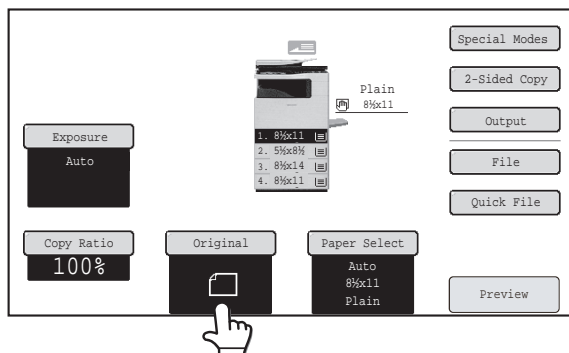 Special Modes
2-Sided Copy
Plain
8½x11
Output
1. 8½x11
2. 5½x8½
3. 8½x14
4. 8½x11
Exposure
Auto
File
Quick File
Copy Ratio
100%
Original
Paper Select
Auto
8½x11
Plain
Preview